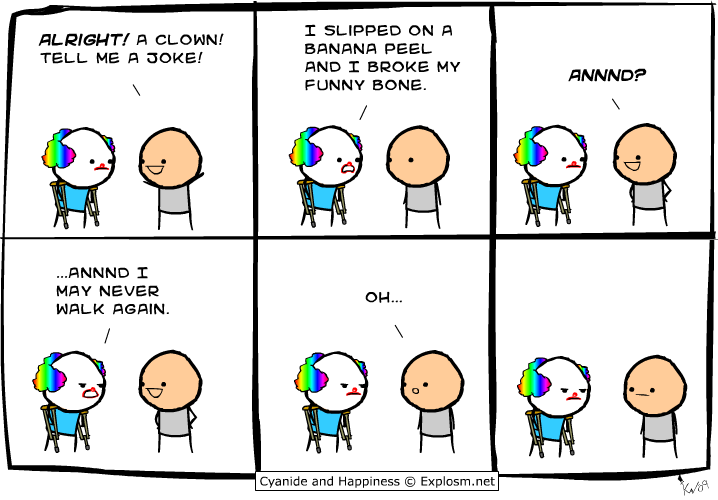 ALRIGHT! A CLOWN!
TELL ME A JOKE!
I SLIPPED ON A
BANANA PEEL
AND I BROKE MY
FUNNY BONE.
ANNND?
...ANNND I
MAY NEVER
WALK AGAIN.
OH...
Cyanide and Happiness © Explosm.net